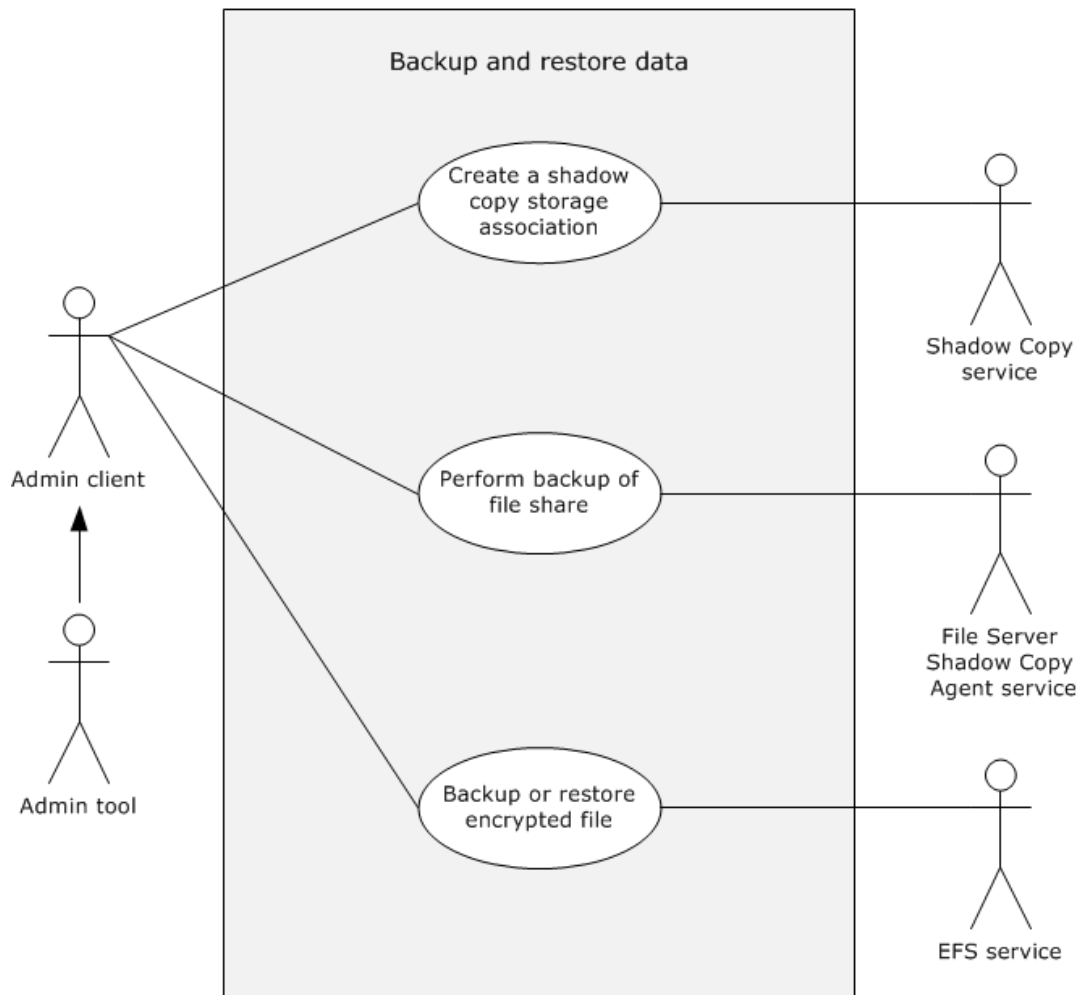 Backup and restore data
Create a shadow
copy storage
association
Shadow Copy
service
Admin client
Perform backup of
file share
File Server
Shadow Copy
Agent service
Admin tool
Backup or restore
encrypted file
EFS service